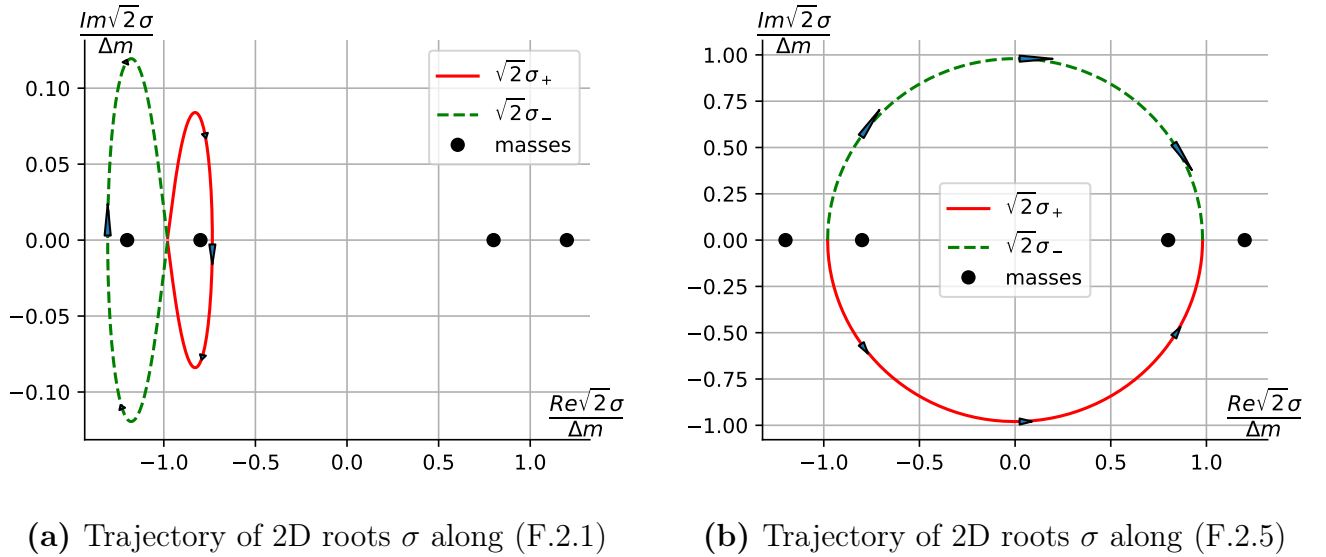 Im√2σ
Δm
0.10
0.05
0.00
−0.05
−0.10
−1.0 −0.5 0.0 0.5 1.0
Re√2σ
Δm
√2σ₊
√2σ₋
masses
(a) Trajectory of 2D roots σ along (F.2.1)
Im√2σ
Δm
1.00
0.75
0.50
0.25
0.00
−0.25
−0.50
−0.75
−1.00
−1.0 −0.5 0.0 0.5 1.0
Re√2σ
Δm
√2σ₊
√2σ₋
masses
(b) Trajectory of 2D roots σ along (F.2.5)